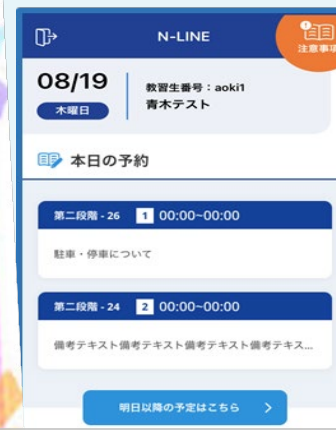 N-LINE
注意事項
08/19
木曜日
教習生番号：aoki1
青木テスト
本日の予約
第二段階 - 26 1 00:00~00:00
駐車・停車について
第二段階 - 24 2 00:00~00:00
備考テキスト備考テキスト備考テキスト備考テキス...
明日以降の予定はこちら